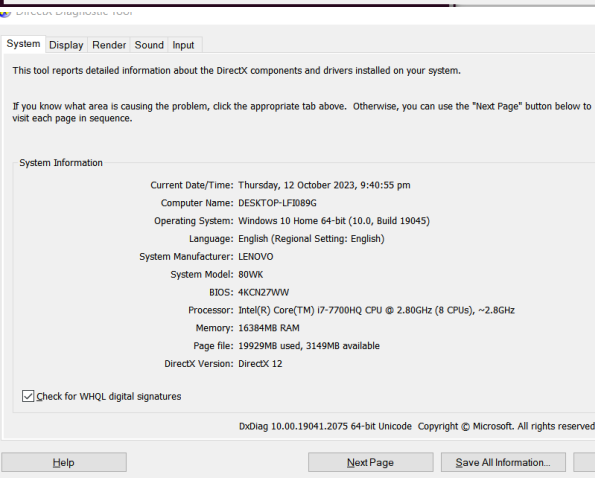 DirectX Diagnostic Tool
System Display Render Sound Input
This tool reports detailed information about the DirectX components and drivers installed on your system.
If you know what area is causing the problem, click the appropriate tab above. Otherwise, you can use the "Next Page" button below to
visit each page in sequence.
System Information
Current Date/Time: Thursday, 12 October 2023, 9:40:55 pm
Computer Name: DESKTOP-LFI089G
Operating System: Windows 10 Home 64-bit (10.0, Build 19045)
Language: English (Regional Setting: English)
System Manufacturer: LENOVO
System Model: 80WK
BIOS: 4KCN27WW
Processor: Intel(R) Core(TM) i7-7700HQ CPU @ 2.80GHz (8 CPUs), ~2.8GHz
Memory: 16384MB RAM
Page file: 19929MB used, 3149MB available
DirectX Version: DirectX 12
Check for WHQL digital signatures
DxDiag 10.00.19041.2075 64-bit Unicode Copyright © Microsoft. All rights reserved
Help Next Page Save All Information...